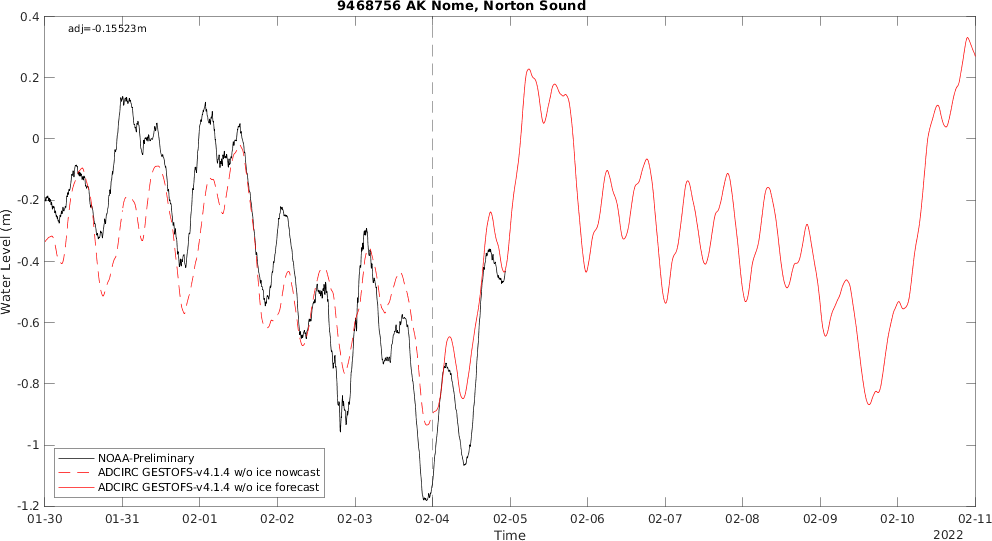 9468756 AK Nome, Norton Sound
adj=-0.15523m
0.4
0.2
0
-0.2
-0.4
-0.6
-0.8
-1
-1.2
Water Level (m)
NOAA-Preliminary
ADCIRC GESTOFS-v4.1.4 w/o ice nowcast
ADCIRC GESTOFS-v4.1.4 w/o ice forecast
01-30 01-31 02-01 02-02 02-03 02-04 02-05 02-06 02-07 02-08 02-09 02-10 02-11
Time
2022